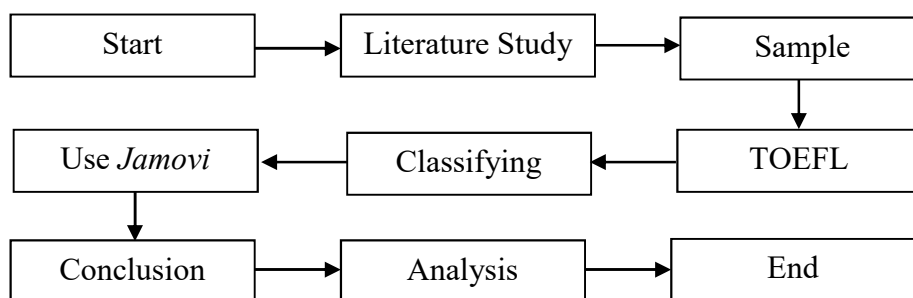 Start
Literature Study
Sample
TOEFL
Classifying
Use Jamovi
Conclusion
Analysis
End